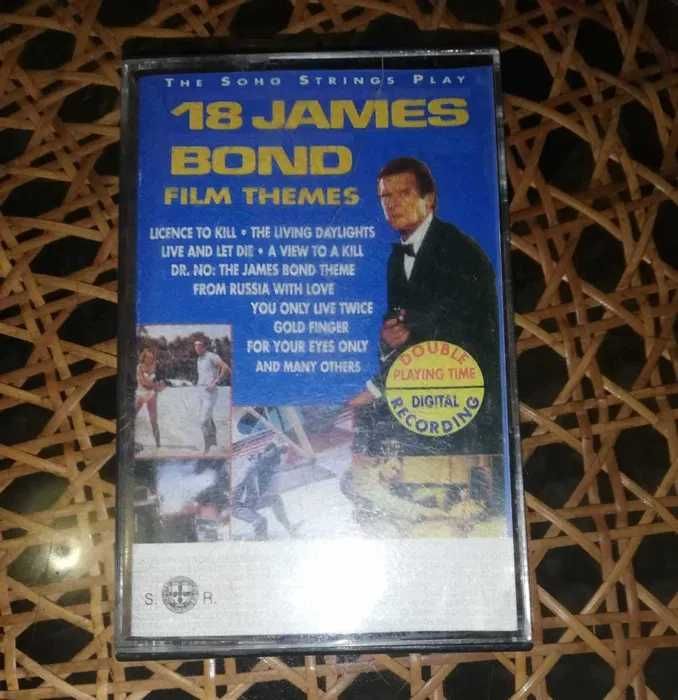 THE SOHO STRINGS PLAY
18 JAMES
BOND
FILM THEMES
LICENCE TO KILL • THE LIVING DAYLIGHTS
LIVE AND LET DIE • A VIEW TO A KILL
DR. NO: THE JAMES BOND THEME
FROM RUSSIA WITH LOVE
YOU ONLY LIVE TWICE
GOLD FINGER
FOR YOUR EYES ONLY
AND MANY OTHERS
DOUBLE
PLAYING TIME
DIGITAL
RECORDING
S. R.